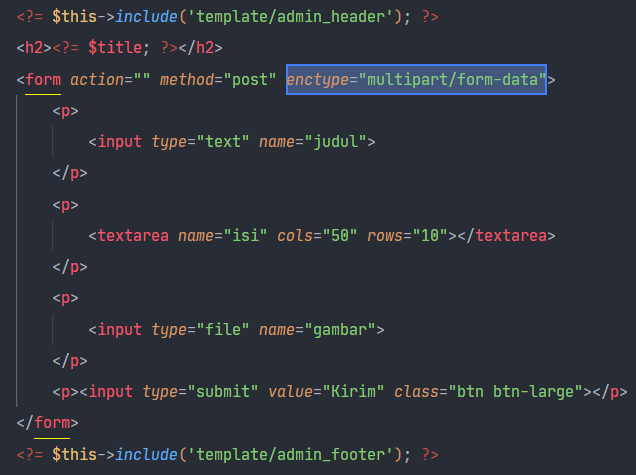 <?= $this->include('template/admin_header'); ?>
<h2><?= $title; ?></h2>
<form action="" method="post" enctype="multipart/form-data">
<p>
<input type="text" name="judul">
</p>
<p>
<textarea name="isi" cols="50" rows="10"></textarea>
</p>
<p>
<input type="file" name="gambar">
</p>
<p><input type="submit" value="Kirim" class="btn btn-large"></p>
</form>
<?= $this->include('template/admin_footer'); ?>